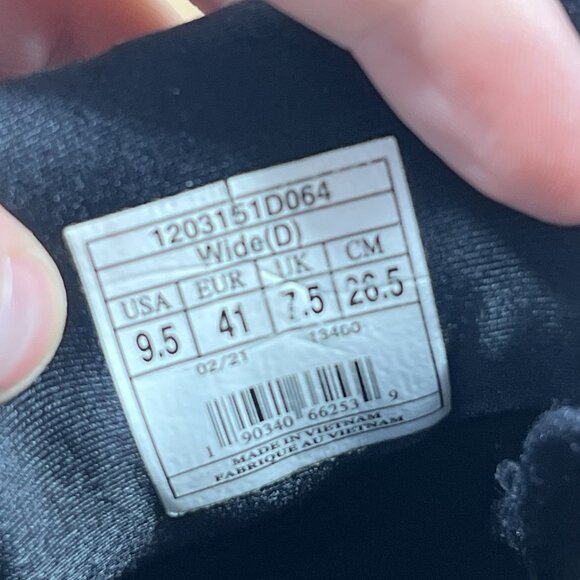 1203151D064
Wide(D)
USA EUR UK CM
9.5 41 7.5 26.5
02/21 13460
1 90340 66253 9
MADE IN VIETNAM
FABRIQUE AU VIETNAM